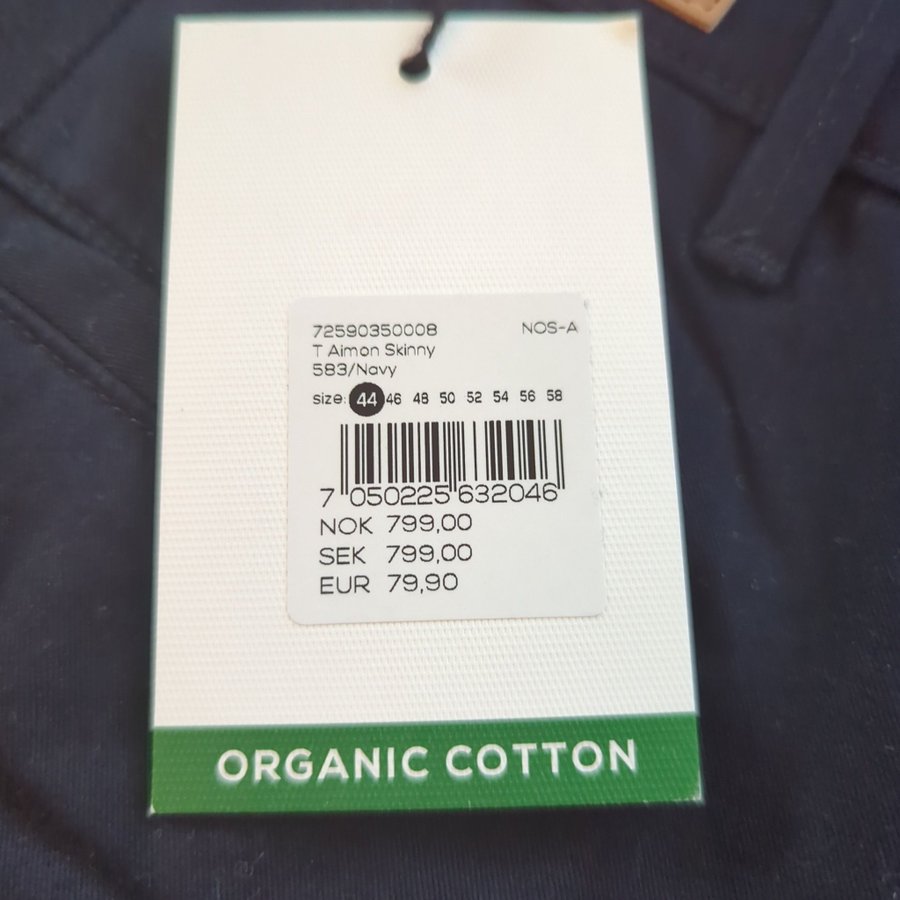 72590350008 NOS-A
T Aimon Skinny
583/Navy
size: 44 46 48 50 52 54 56 58
7 050225 632046
NOK 799,00
SEK 799,00
EUR 79,90
ORGANIC COTTON